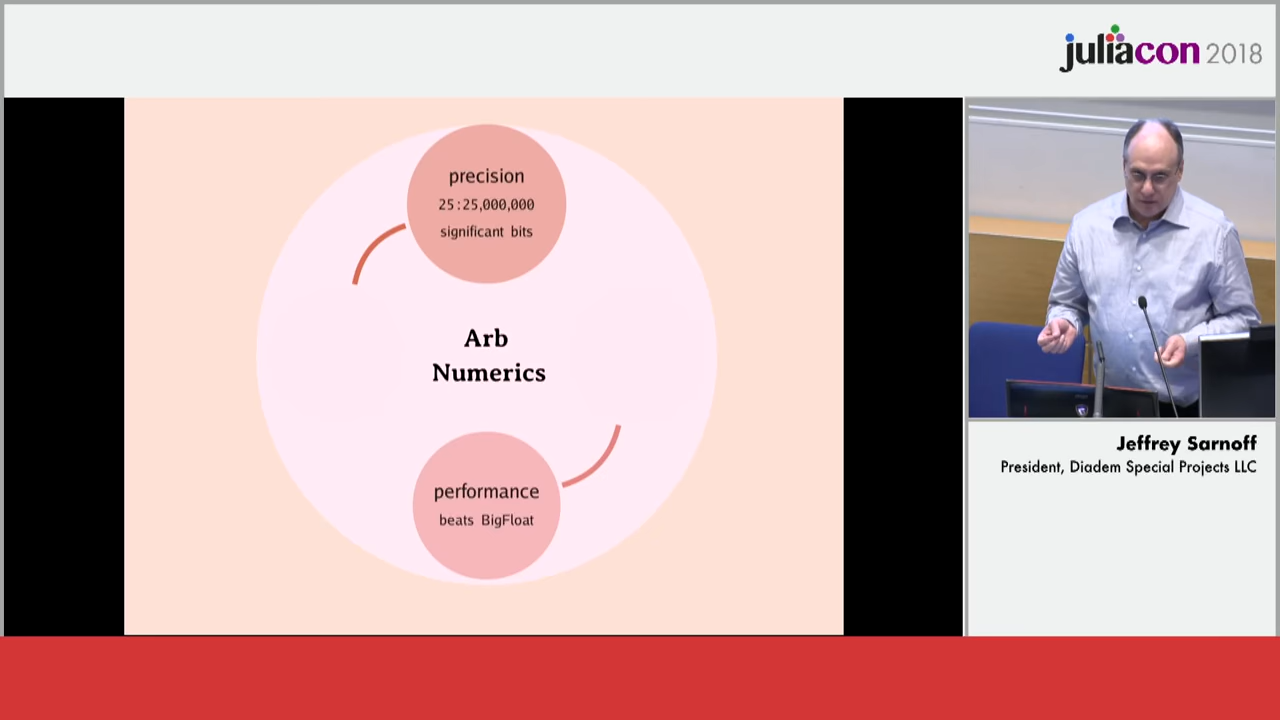 juliacon 2018
precision
25:25,000,000
significant bits
Arb
Numerics
performance
beats BigFloat
Jeffrey Sarnoff
President, Diadem Special Projects LLC